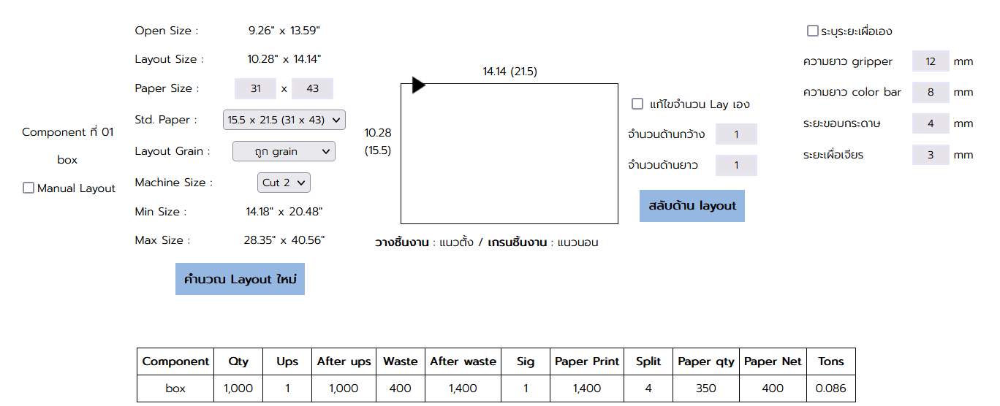 Component ที่ 01
box
Manual Layout
Open Size : 9.26" x 13.59"
Layout Size : 10.28" x 14.14"
Paper Size : 31 x 43
Std. Paper : 15.5 x 21.5 (31 x 43)
Layout Grain : ถูก grain
Machine Size : Cut 2
Min Size : 14.18" x 20.48"
Max Size : 28.35" x 40.56"
คำนวณ Layout ใหม่
14.14 (21.5)
10.28
(15.5)
วางชิ้นงาน : แนวตั้ง / เกรนชิ้นงาน : แนวนอน
แก้ไขจำนวน Lay เอง
จำนวนด้านกว้าง 1
จำนวนด้านยาว 1
สลับด้าน layout
ระบุระยะเผื่อเอง
ความยาว gripper 12 mm
ความยาว color bar 8 mm
ระยะขอบกระดาษ 4 mm
ระยะเผื่อเจียร 3 mm
Component Qty Ups After ups Waste After waste Sig Paper Print Split Paper qty Paper Net Tons
box 1,000 1 1,000 400 1,400 1 1,400 4 350 400 0.086